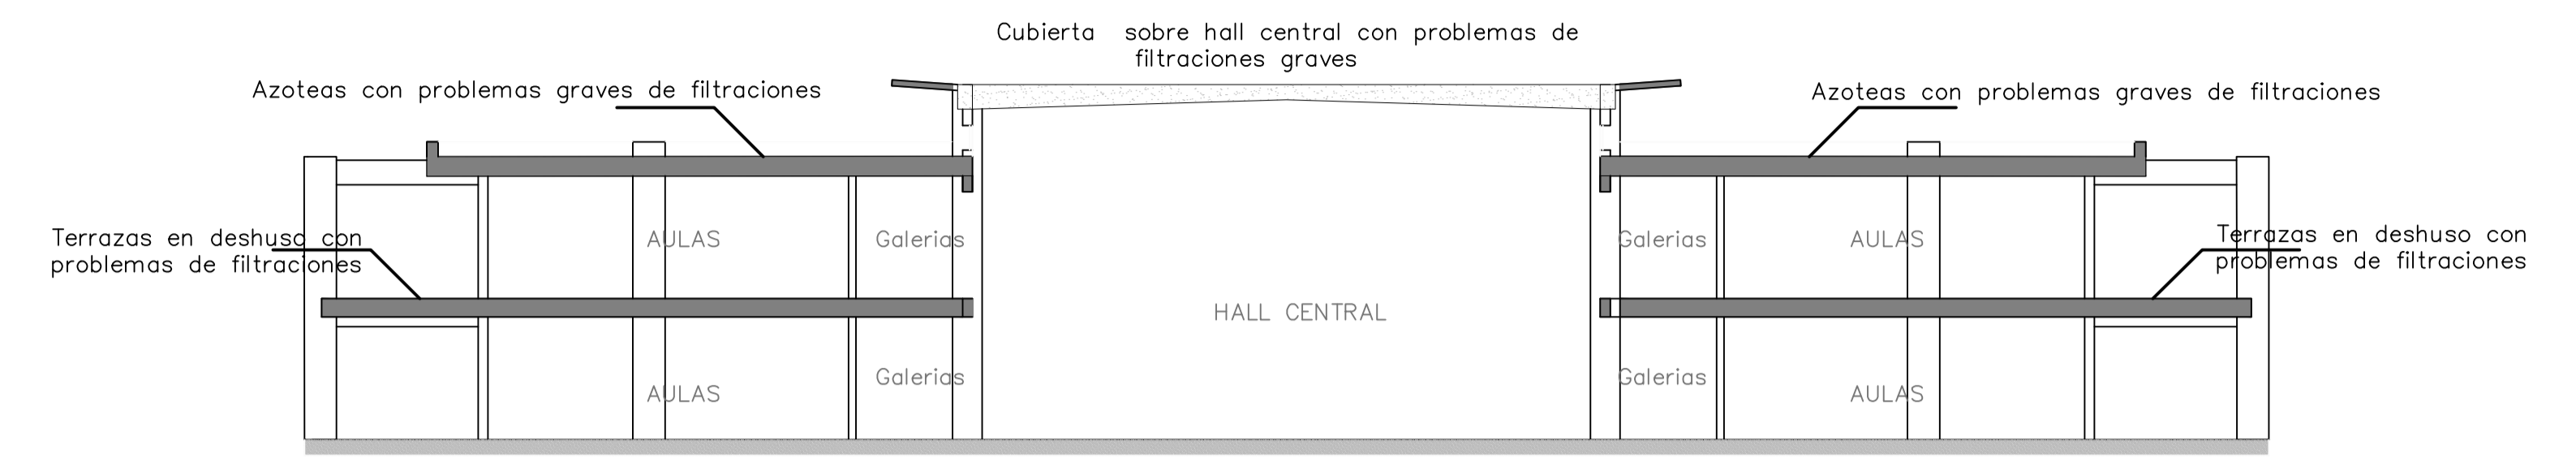 Cubierta sobre hall central con problemas de
filtraciones graves
Azoteas con problemas graves de filtraciones
Azoteas con problemas graves de filtraciones
Terrazas en deshuso con
problemas de filtraciones
AULAS
Galerias
Galerias
AULAS
Terrazas en deshuso con
problemas de filtraciones
HALL CENTRAL
AULAS
Galerias
Galerias
AULAS